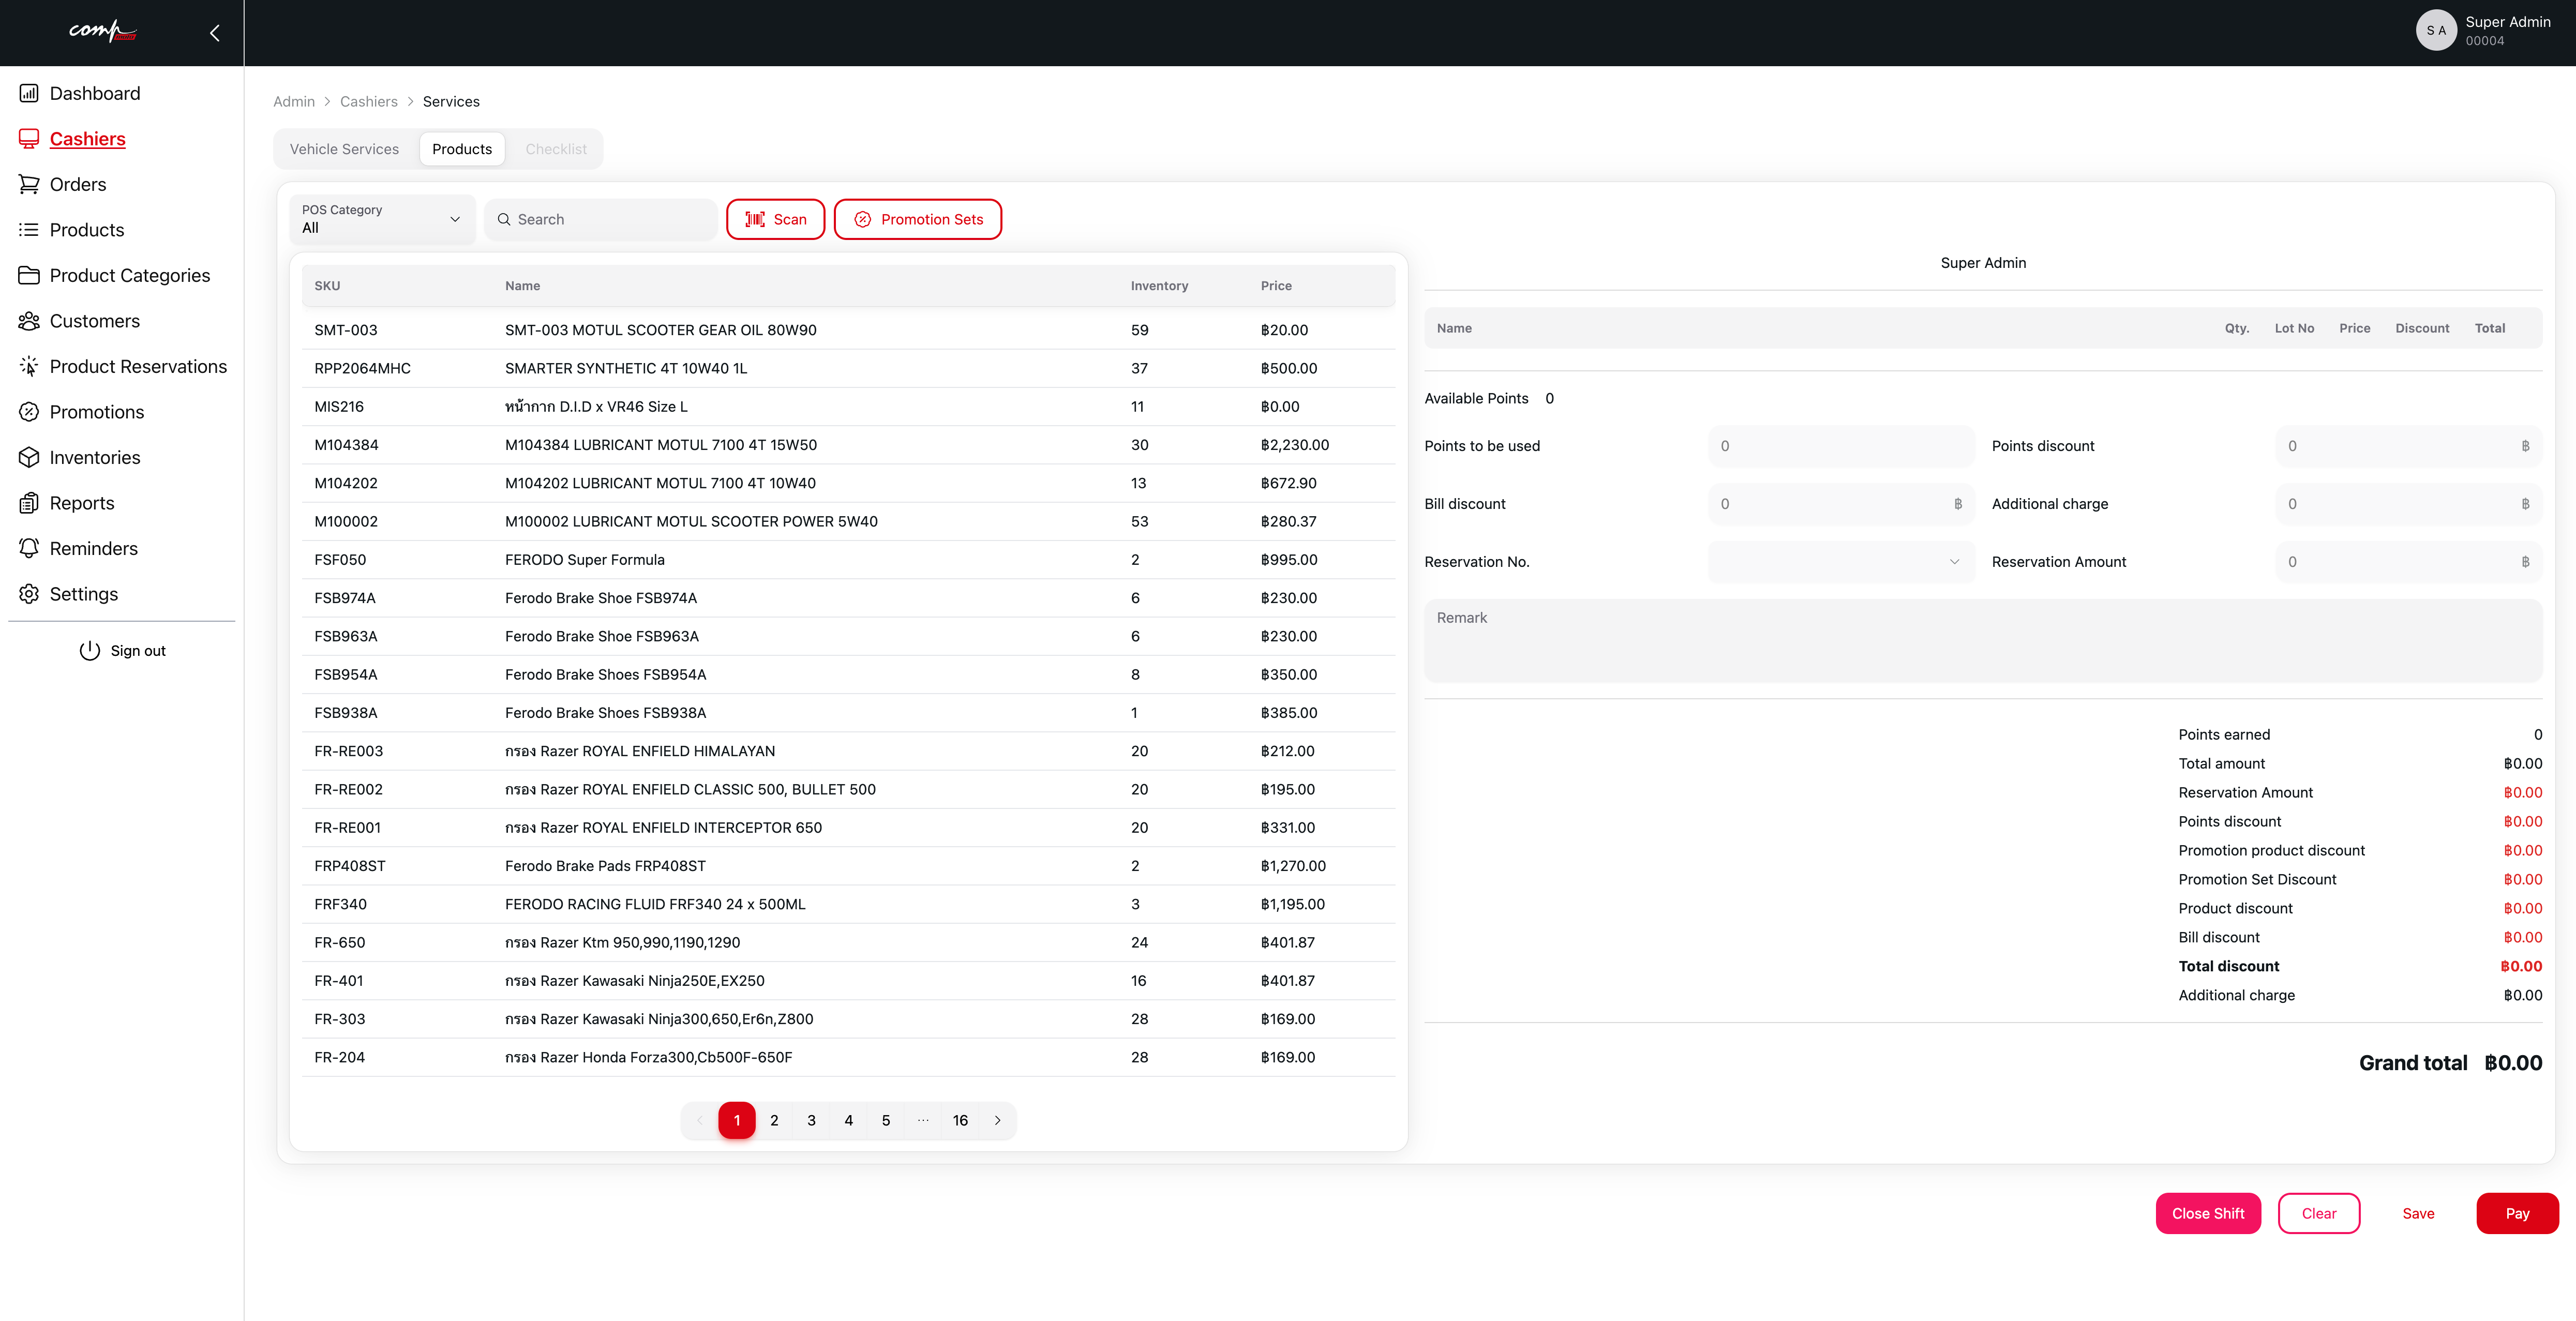 comp
S A
Super Admin
00004
Dashboard
Cashiers
Orders
Products
Product Categories
Customers
Product Reservations
Promotions
Inventories
Reports
Reminders
Settings
Sign out
Admin > Cashiers > Services
Vehicle Services Products Checklist
POS Category
All
Search
Scan
Promotion Sets
SKU Name Inventory Price
SMT-003 SMT-003 MOTUL SCOOTER GEAR OIL 80W90 59 ฿20.00
RPP2064MHC SMARTER SYNTHETIC 4T 10W40 1L 37 ฿500.00
MIS216 หน้ากาก D.I.D x VR46 Size L 11 ฿0.00
M104384 M104384 LUBRICANT MOTUL 7100 4T 15W50 30 ฿2,230.00
M104202 M104202 LUBRICANT MOTUL 7100 4T 10W40 13 ฿672.90
M100002 M100002 LUBRICANT MOTUL SCOOTER POWER 5W40 53 ฿280.37
FSF050 FERODO Super Formula 2 ฿995.00
FSB974A Ferodo Brake Shoe FSB974A 6 ฿230.00
FSB963A Ferodo Brake Shoe FSB963A 6 ฿230.00
FSB954A Ferodo Brake Shoes FSB954A 8 ฿350.00
FSB938A Ferodo Brake Shoes FSB938A 1 ฿385.00
FR-RE003 กรอง Razer ROYAL ENFIELD HIMALAYAN 20 ฿212.00
FR-RE002 กรอง Razer ROYAL ENFIELD CLASSIC 500, BULLET 500 20 ฿195.00
FR-RE001 กรอง Razer ROYAL ENFIELD INTERCEPTOR 650 20 ฿331.00
FRP408ST Ferodo Brake Pads FRP408ST 2 ฿1,270.00
FRF340 FERODO RACING FLUID FRF340 24 x 500ML 3 ฿1,195.00
FR-650 กรอง Razer Ktm 950,990,1190,1290 24 ฿401.87
FR-401 กรอง Razer Kawasaki Ninja250E,EX250 16 ฿401.87
FR-303 กรอง Razer Kawasaki Ninja300,650,Er6n,Z800 28 ฿169.00
FR-204 กรอง Razer Honda Forza300,Cb500F-650F 28 ฿169.00
1 2 3 4 5 ... 16
Super Admin
Name Qty. Lot No Price Discount Total
Available Points 0
Points to be used 0 Points discount 0 ฿
Bill discount 0 ฿ Additional charge 0 ฿
Reservation No. Reservation Amount 0 ฿
Remark
Points earned 0
Total amount ฿0.00
Reservation Amount ฿0.00
Points discount ฿0.00
Promotion product discount ฿0.00
Promotion Set Discount ฿0.00
Product discount ฿0.00
Bill discount ฿0.00
Total discount ฿0.00
Additional charge ฿0.00
Grand total ฿0.00
Close Shift Clear Save Pay